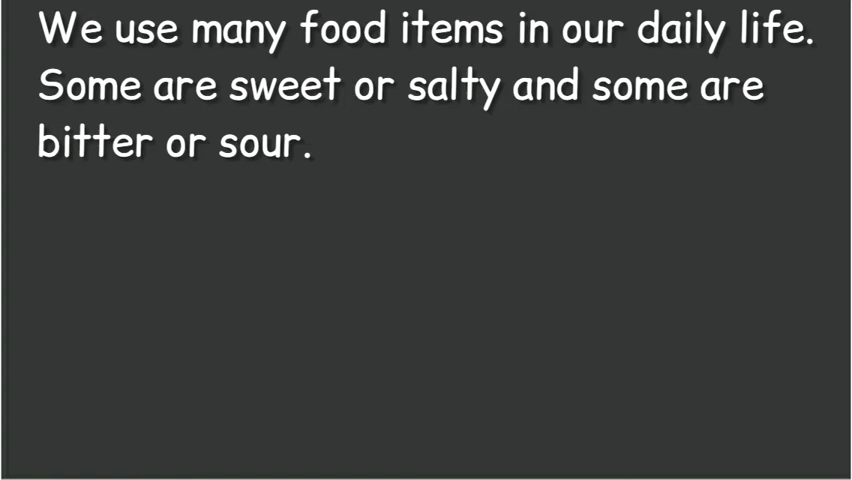 We use many food items in our daily life.
Some are sweet or salty and some are
bitter or sour.